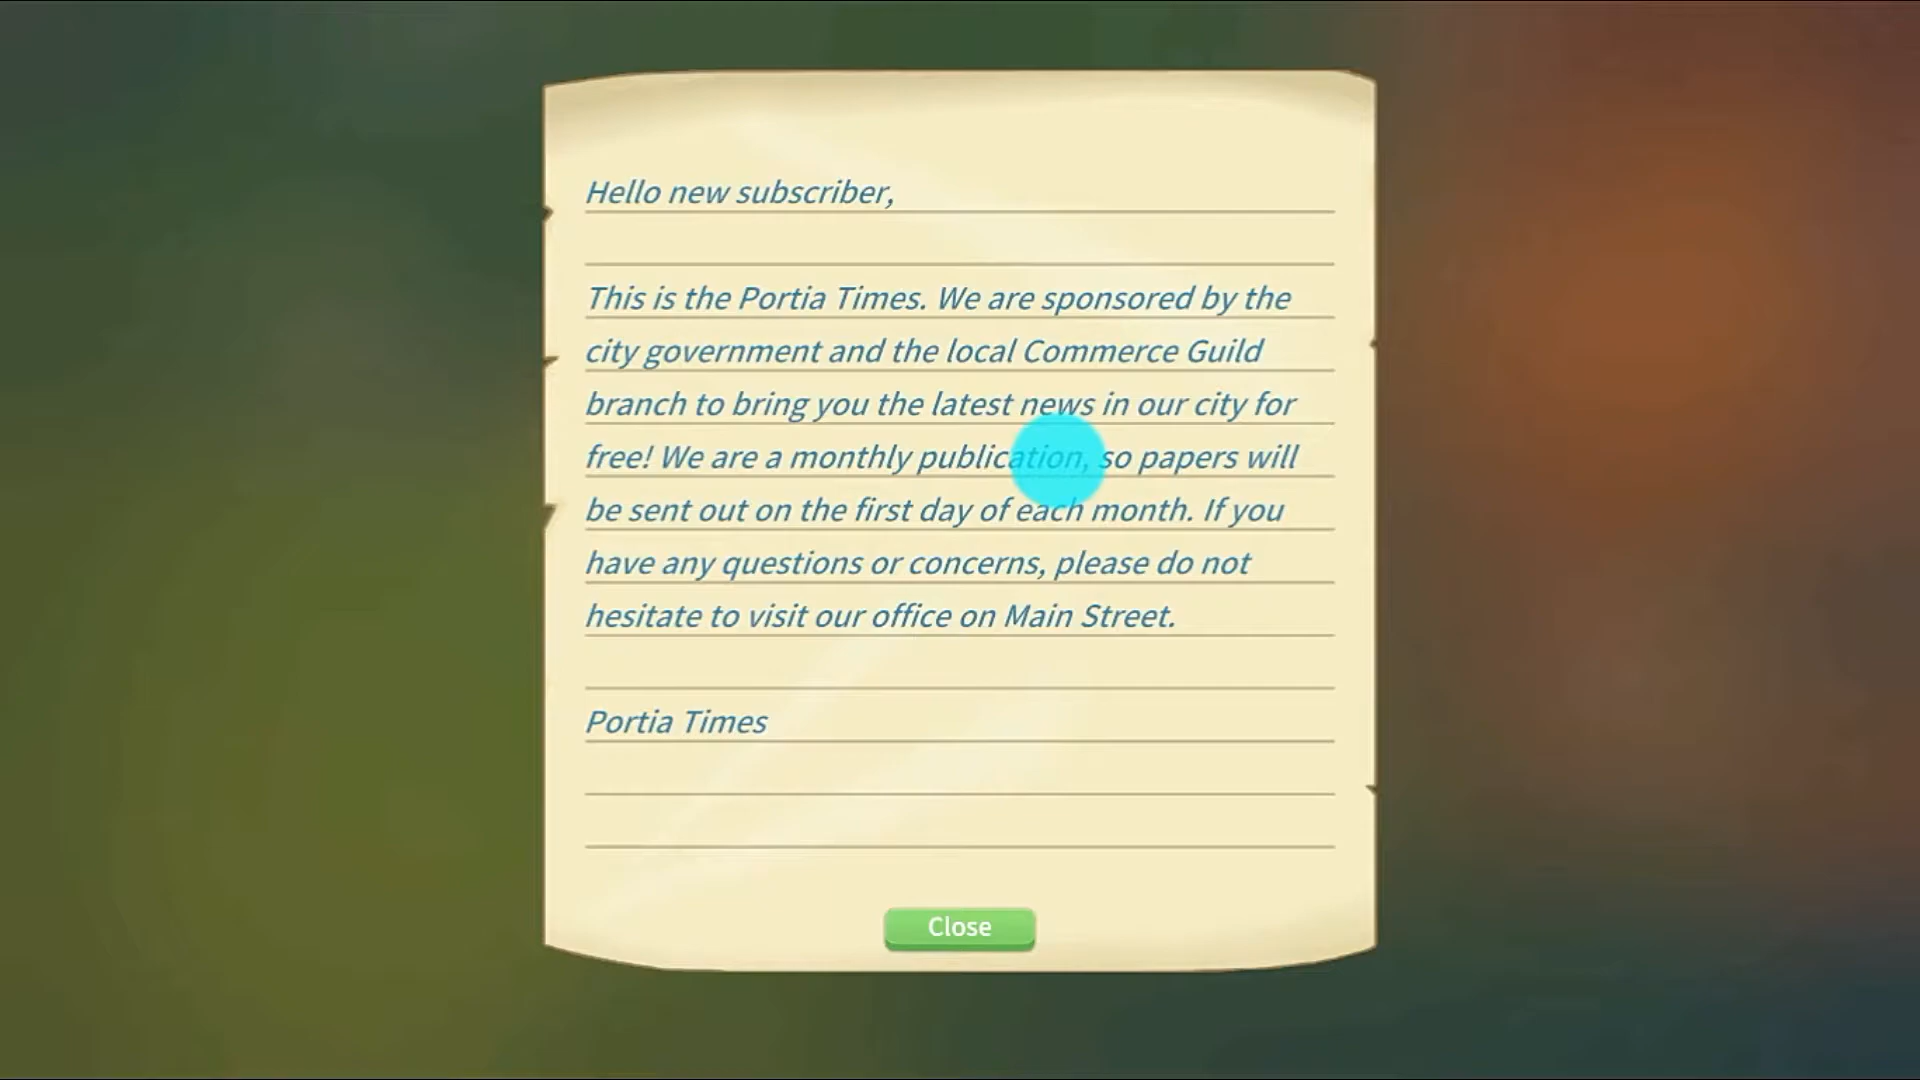 Hello new subscriber,
This is the Portia Times. We are sponsored by the
city government and the local Commerce Guild
branch to bring you the latest news in our city for
free! We are a monthly publication, so papers will
be sent out on the first day of each month. If you
have any questions or concerns, please do not
hesitate to visit our office on Main Street.
Portia Times
Close